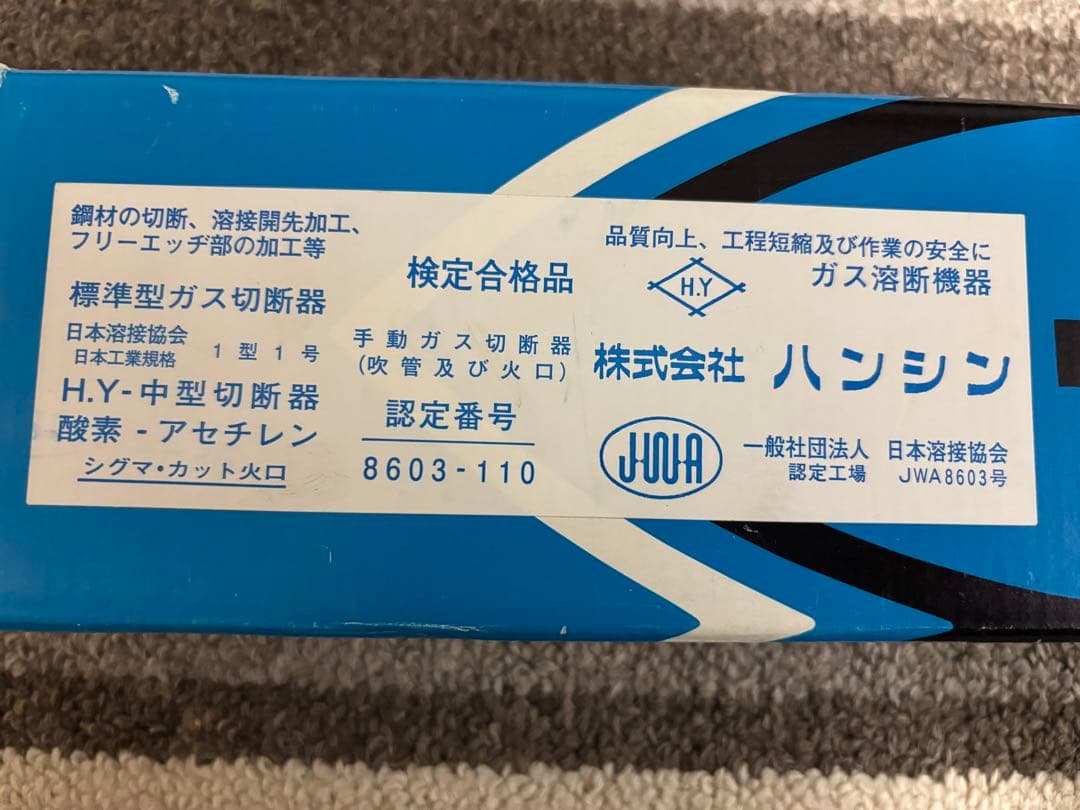 鋼材の切断、溶接開先加工、
フリーエッヂ部の加工等
標準型ガス切断器
日本溶接協会
日本工業規格
1型1号
H.Y-中型切断器
酸素-アセチレン
シグマ・カット火口
検定合格品
手動ガス切断器
(吹管及び火口)
認定番号
8603-110
品質向上、工程短縮及び作業の安全に
H.Y
ガス溶断機器
株式会社 ハンシン
JWA
一般社団法人 日本溶接協会
認定工場 JWA8603号